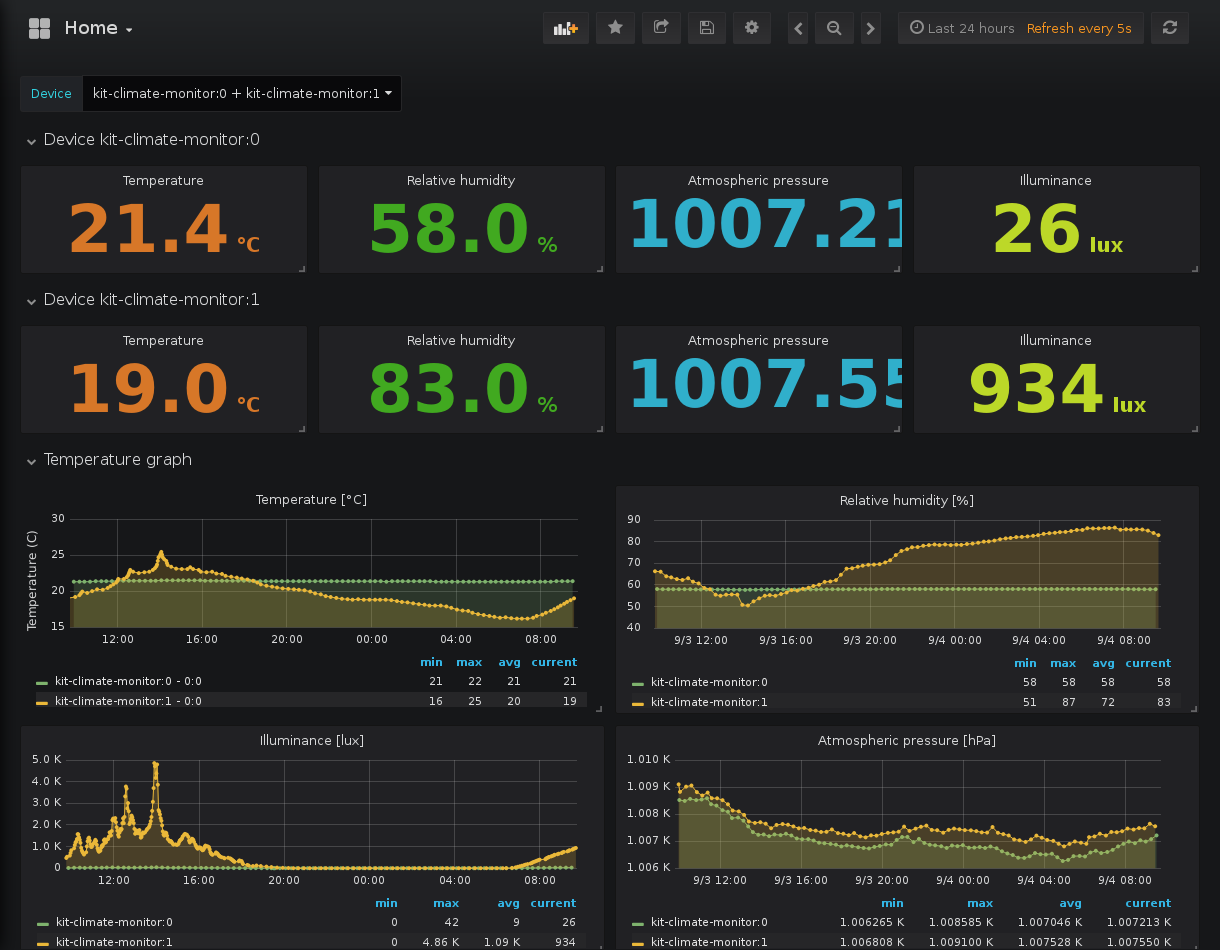 Home
Last 24 hours Refresh every 5s
Device kit-climate-monitor:0 + kit-climate-monitor:1
Device kit-climate-monitor:0
Temperature Relative humidity Atmospheric pressure Illuminance
21.4 °C 58.0 % 1007.21 26 lux
Device kit-climate-monitor:1
Temperature Relative humidity Atmospheric pressure Illuminance
19.0 °C 83.0 % 1007.55 934 lux
Temperature graph
Temperature [°C]
Temperature (C)
30
25
20
15
12:00 16:00 20:00 00:00 04:00 08:00
min max avg current
kit-climate-monitor:0 - 0:0 21 22 21 21
kit-climate-monitor:1 - 0:0 16 25 20 19
Relative humidity [%]
90
80
70
60
50
40
9/3 12:00 9/3 16:00 9/3 20:00 9/4 00:00 9/4 04:00 9/4 08:00
min max avg current
kit-climate-monitor:0 58 58 58 58
kit-climate-monitor:1 51 87 72 83
Illuminance [lux]
5.0 K
4.0 K
3.0 K
2.0 K
1.0 K
0
12:00 16:00 20:00 00:00 04:00 08:00
min max avg current
kit-climate-monitor:0 0 42 9 26
kit-climate-monitor:1 0 4.86 K 1.09 K 934
Atmospheric pressure [hPa]
1.010 K
1.009 K
1.008 K
1.007 K
1.006 K
9/3 12:00 9/3 16:00 9/3 20:00 9/4 00:00 9/4 04:00 9/4 08:00
min max avg current
kit-climate-monitor:0 1.006265 K 1.008585 K 1.007046 K 1.007213 K
kit-climate-monitor:1 1.006808 K 1.009100 K 1.007528 K 1.007550 K